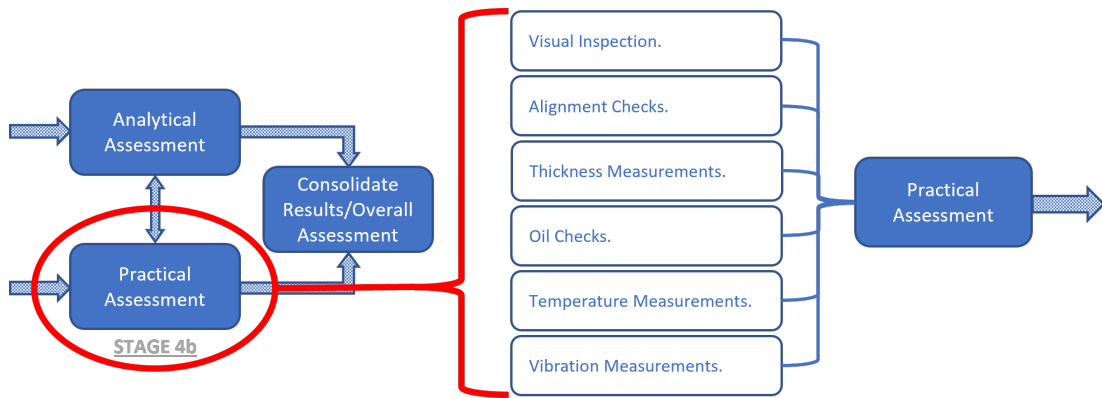 Analytical
Assessment
Consolidate
Results/Overall
Assessment
Practical
Assessment
STAGE 4b
Visual Inspection.
Alignment Checks.
Thickness Measurements.
Oil Checks.
Temperature Measurements.
Vibration Measurements.
Practical
Assessment